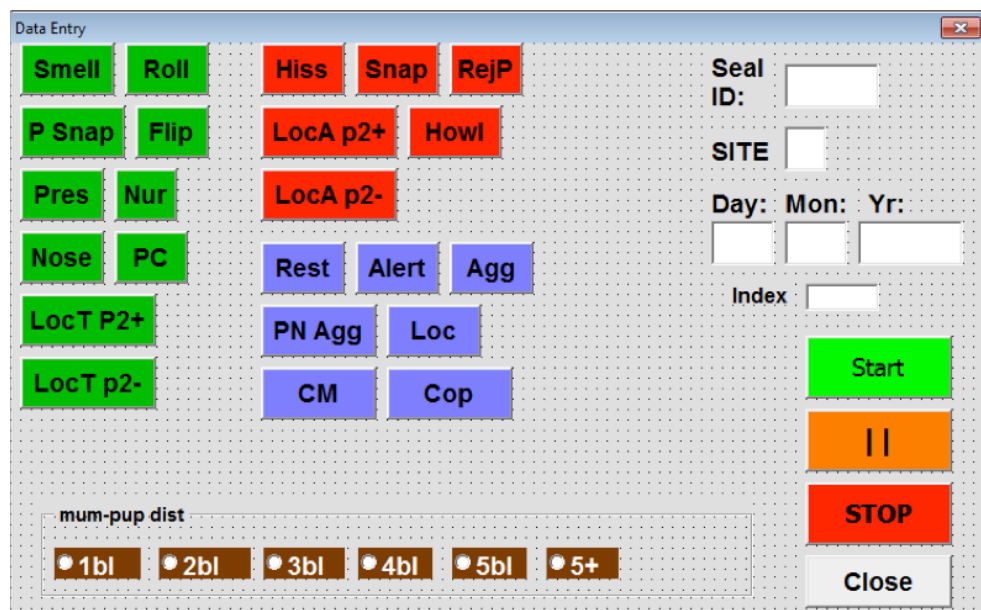 Data Entry
Smell Roll
P Snap Flip
Pres Nur
Nose PC
LocT P2+
LocT p2-
Hiss Snap RejP
LocA p2+ Howl
LocA p2-
Rest Alert Agg
PN Agg Loc
CM Cop
Seal
ID:
SITE
Day: Mon: Yr:
Index
Start
||
STOP
Close
mum-pup dist
1bl 2bl 3bl 4bl 5bl 5+